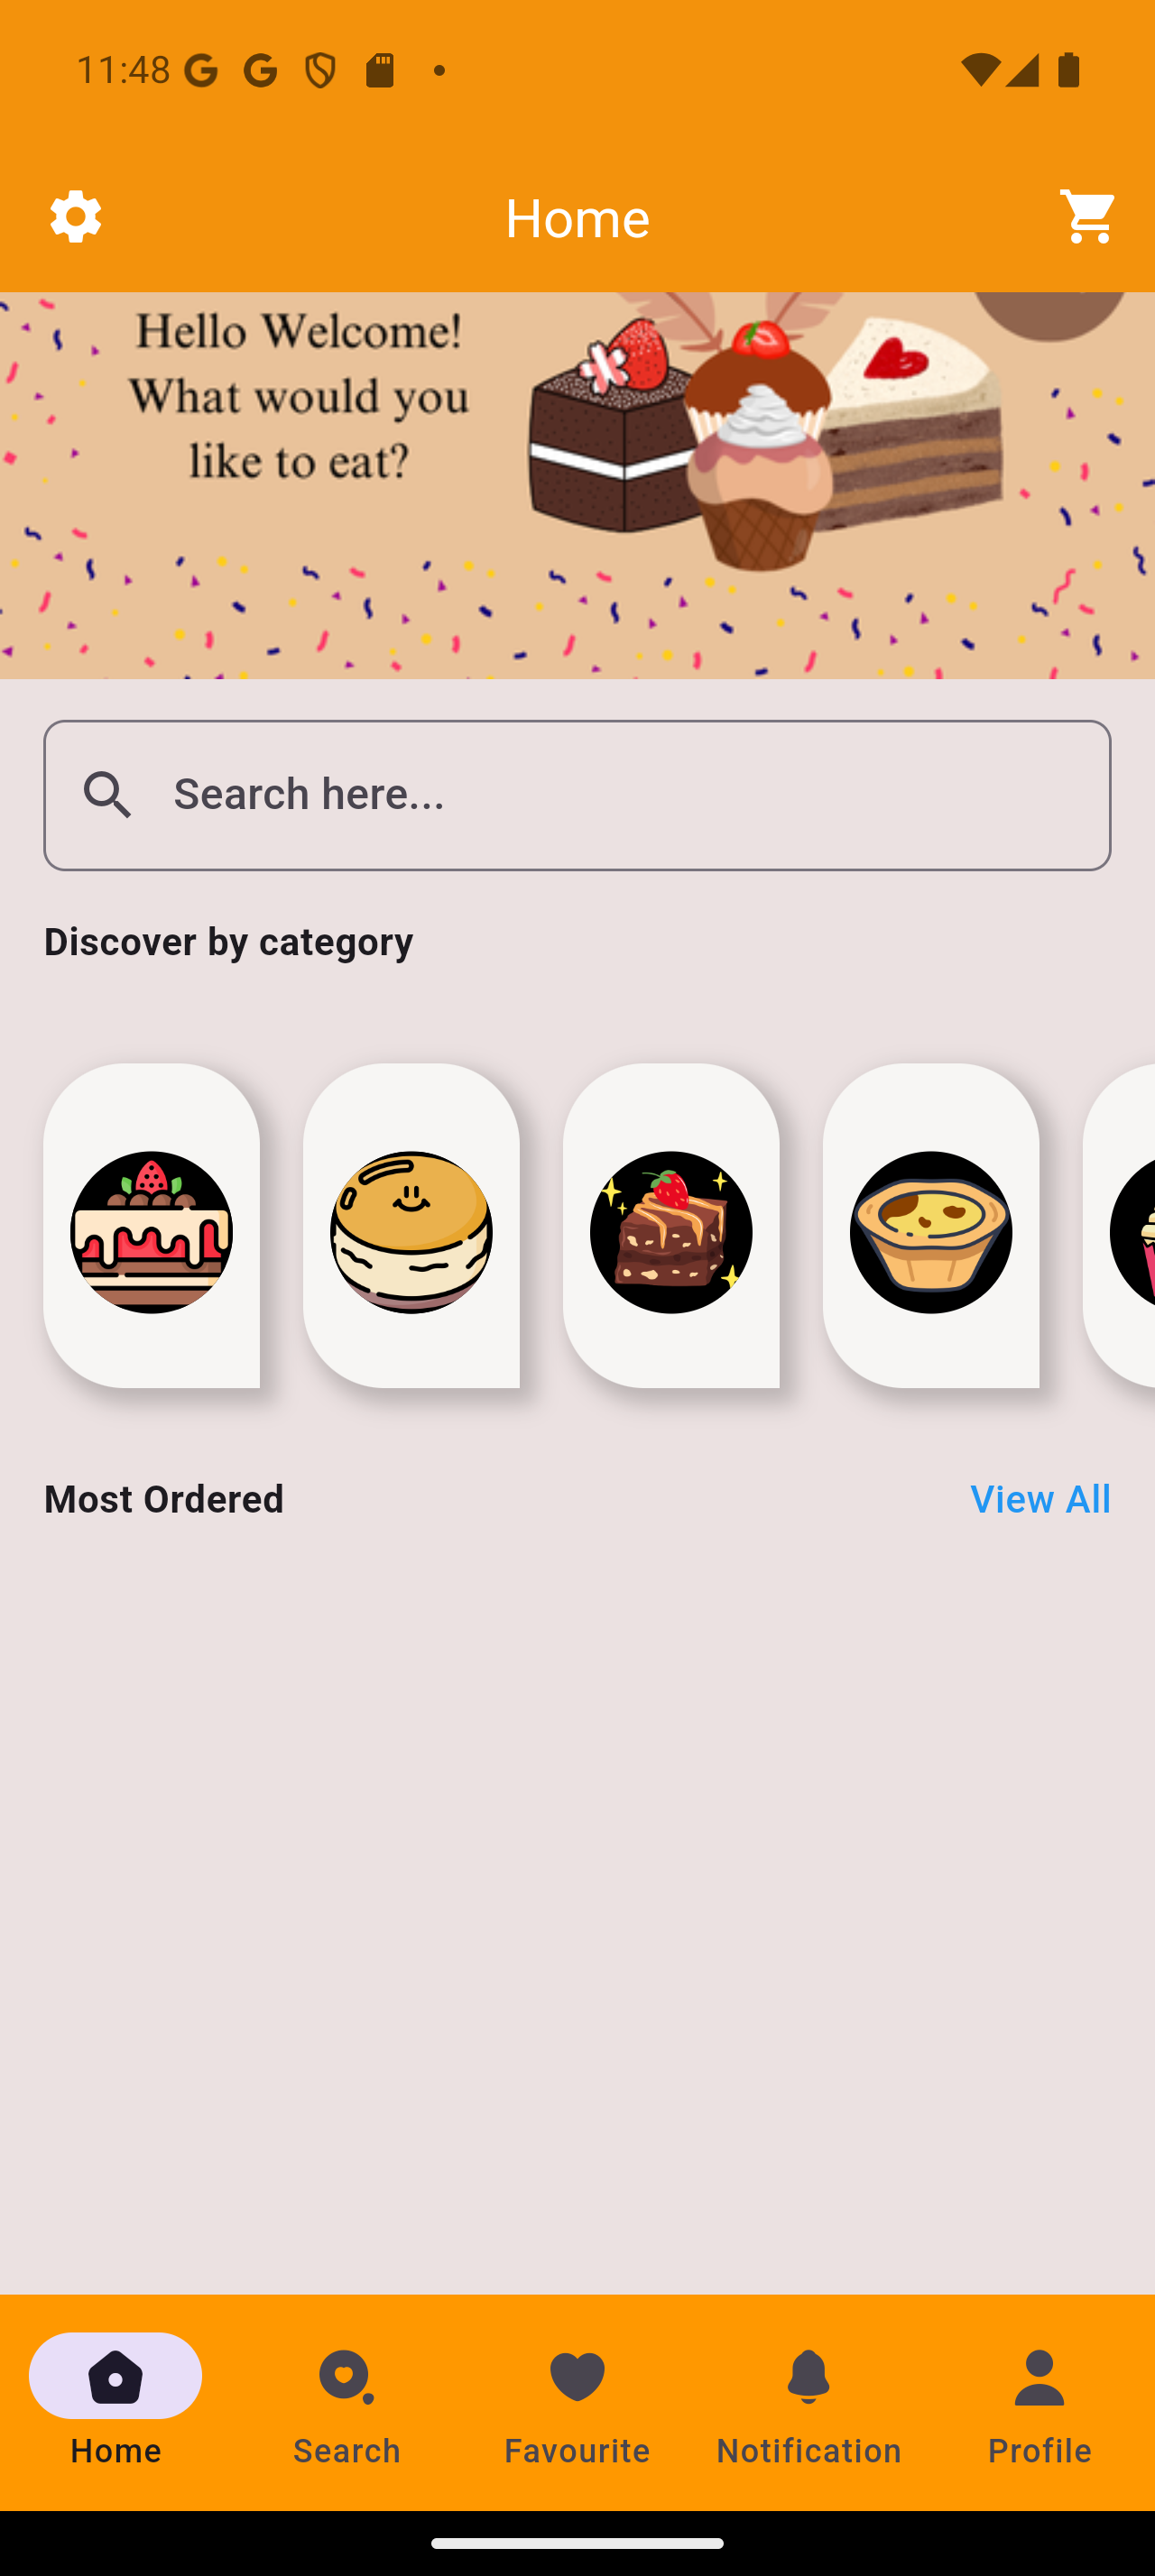 11:48
Home
Hello Welcome!
What would you
like to eat?
Search here...
Discover by category
Most Ordered
View All
Home
Search
Favourite
Notification
Profile